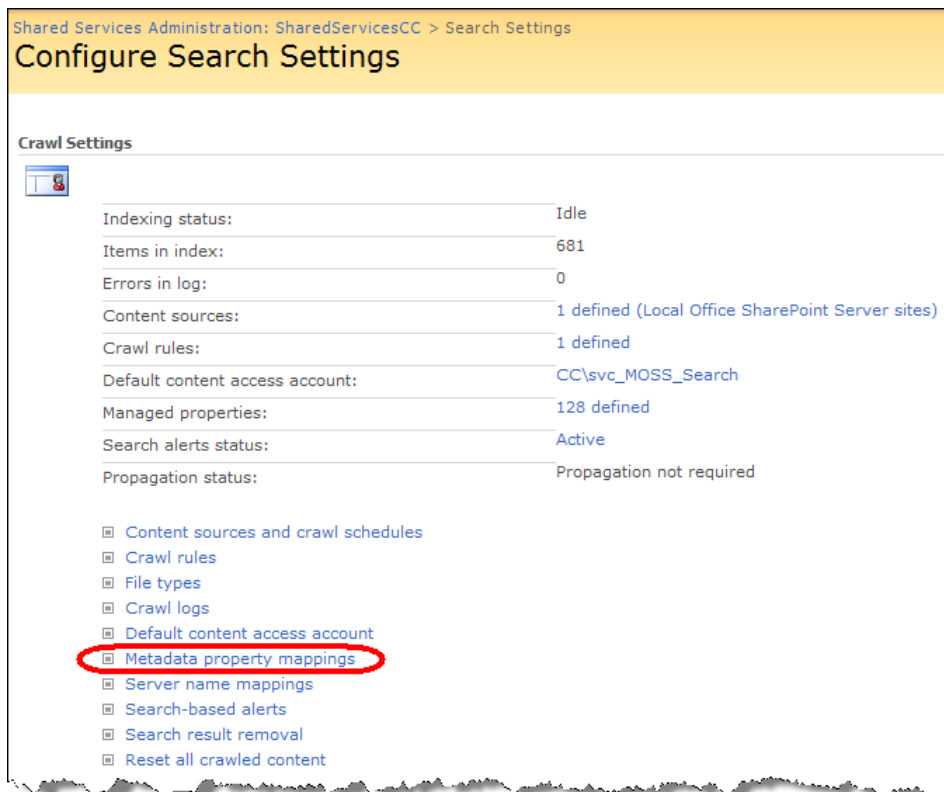 Shared Services Administration: SharedServicesCC > Search Settings
Configure Search Settings
Crawl Settings
Indexing status: Idle
Items in index: 681
Errors in log: 0
Content sources: 1 defined (Local Office SharePoint Server sites)
Crawl rules: 1 defined
Default content access account: CC\svc_MOSS_Search
Managed properties: 128 defined
Search alerts status: Active
Propagation status: Propagation not required
Content sources and crawl schedules
Crawl rules
File types
Crawl logs
Default content access account
Metadata property mappings
Server name mappings
Search-based alerts
Search result removal
Reset all crawled content